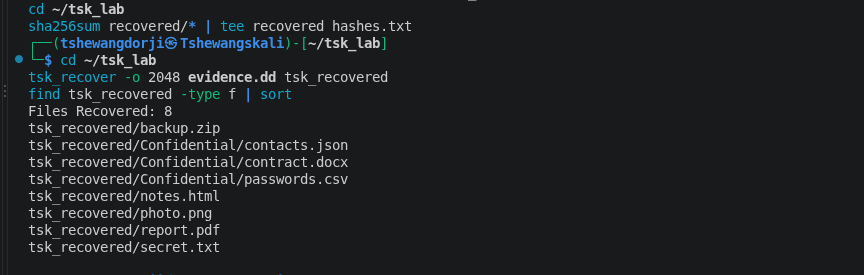 cd ~/tsk_lab
sha256sum recovered/* | tee recovered hashes.txt
┌──(tshewangdorji㉿Tshewangskali)-[~/tsk_lab]
└─$ cd ~/tsk_lab
tsk_recover -o 2048 evidence.dd tsk_recovered
find tsk_recovered -type f | sort
Files Recovered: 8
tsk_recovered/backup.zip
tsk_recovered/Confidential/contacts.json
tsk_recovered/Confidential/contract.docx
tsk_recovered/Confidential/passwords.csv
tsk_recovered/notes.html
tsk_recovered/photo.png
tsk_recovered/report.pdf
tsk_recovered/secret.txt